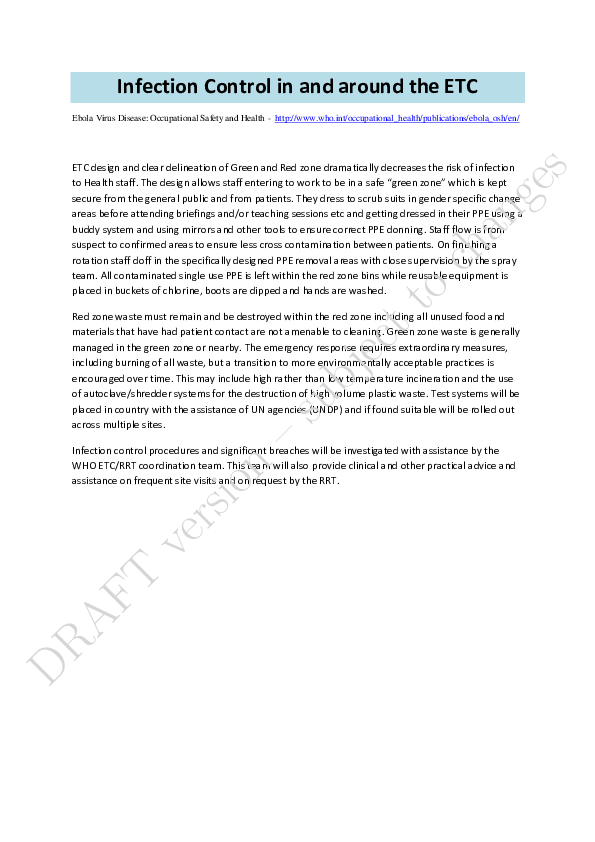 Infection Control in and around the ETC
Ebola Virus Disease: Occupational Safety and Health - http://www.who.int/occupational_health/publications/ebola_osh/en/
ETC design and clear delineation of Green and Red zone dramatically decreases the risk of infection
to Health staff. The design allows staff entering to work to be in a safe “green zone” which is kept
secure from the general public and from patients. They dress to scrub suits in gender specific change
areas before attending briefings and/or teaching sessions etc and getting dressed in their PPE using a
buddy system and using mirrors and other tools to ensure correct PPE donning. Staff flow is from
suspect to confirmed areas to ensure less cross contamination between patients. On finishing a
rotation staff doff in the specifically designed PPE removal areas with close supervision by the spray
team. All contaminated single use PPE is left within the red zone bins while reusable equipment is
placed in buckets of chlorine, boots are dipped and hands are washed.
Red zone waste must remain and be destroyed within the red zone including all unused food and
materials that have had patient contact are not amenable to cleaning. Green zone waste is generally
managed in the green zone or nearby. The emergency response requires extraordinary measures,
including burning of all waste, but a transition to more environmentally acceptable practices is
encouraged over time. This may include high rather than low temperature incineration and the use
of autoclave/shredder systems for the destruction of high volume plastic waste. Test systems will be
placed in country with the assistance of UN agencies (UNDP) and if found suitable will be rolled out
across multiple sites.
Infection control procedures and significant breaches will be investigated with assistance by the
WHO ETC/RRT coordination team. This team will also provide clinical and other practical advice and
assistance on frequent site visits and on request by the RRT.
DRAFT version – subject to changes